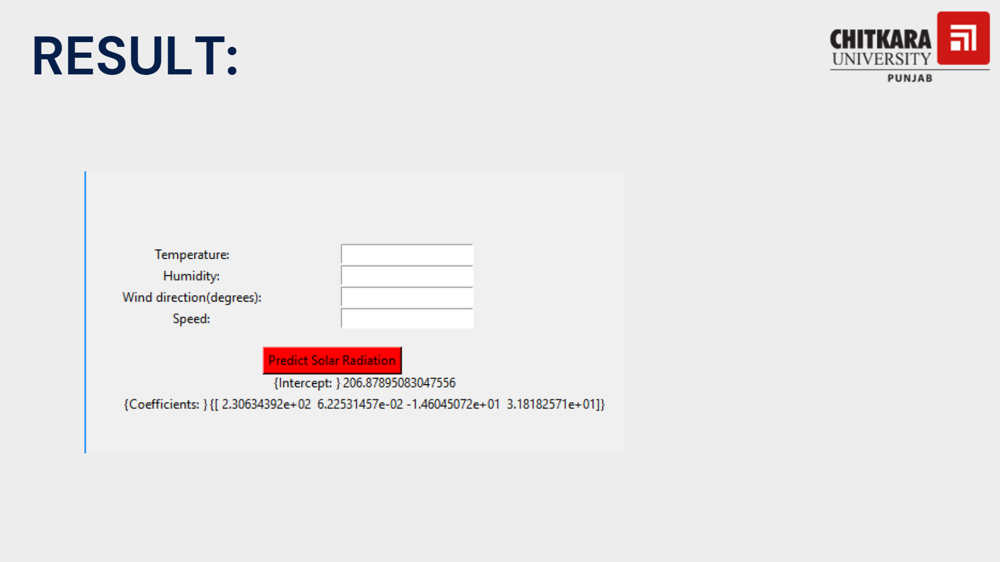 RESULT:
CHITKARA
UNIVERSITY
PUNJAB
Temperature:
Humidity:
Wind direction(degrees):
Speed:
Predict Solar Radiation
{Intercept: } 206.87895083047556
{Coefficients: } {[ 2.30634392e+02  6.22531457e-02 -1.46045072e+01  3.18182571e+01]}